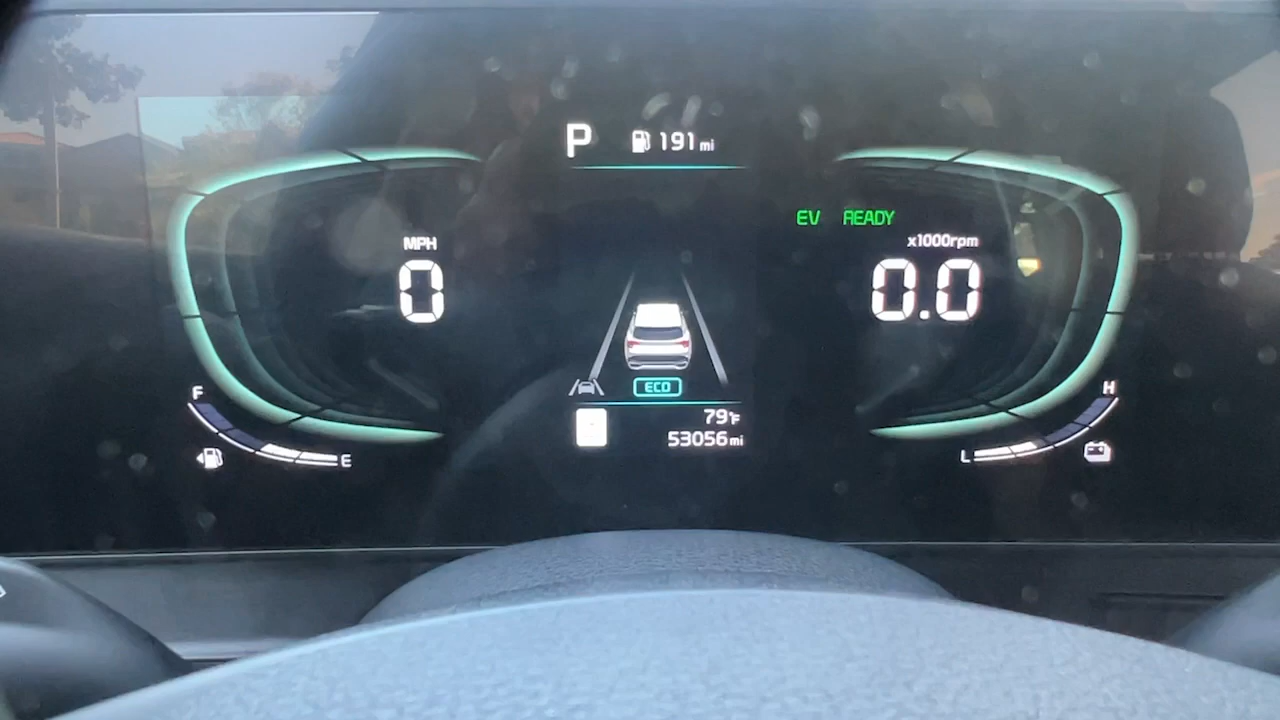 P 191 mi
EV READY
MPH
x1000rpm
0
0.0
ECO
F
H
79°F
53056 mi
E
L